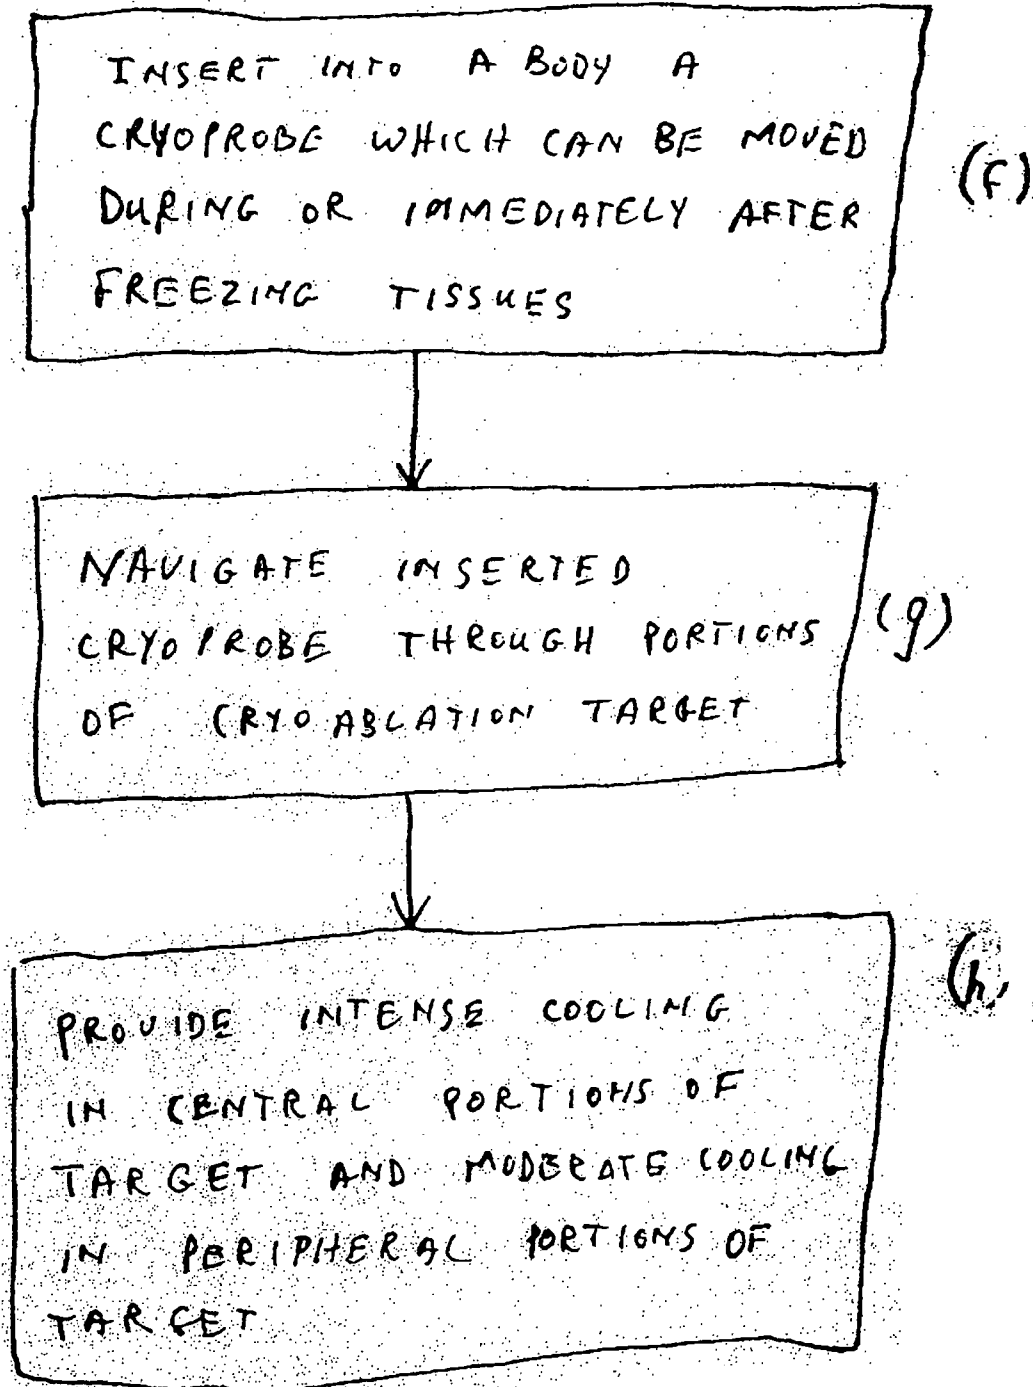 INSERT INTO A BODY A
CRYOPROBE WHICH CAN BE MOVED
DURING OR IMMEDIATELY AFTER
FREEZING TISSUES
(f)
NAVIGATE INSERTED
CRYOPROBE THROUGH PORTIONS
OF CRYOABLATION TARGET
(g)
PROVIDE INTENSE COOLING
IN CENTRAL PORTIONS OF
TARGET AND MODERATE COOLING
IN PERIPHERAL PORTIONS OF
TARGET
(h)